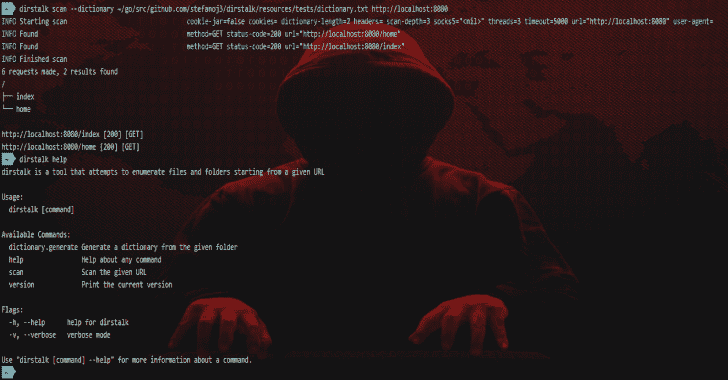 ~ dirstalk scan --dictionary ~/go/src/github.com/stefanoj3/dirstalk/resources/tests/dictionary.txt http://localhost:8080
INFO Starting scan cookie-jar=false cookies= dictionary-length=2 headers= scan-depth=3 socks5="<nil>" threads=3 timeout=5000 url="http://localhost:8080" user-agent=
INFO Found method=GET status-code=200 url="http://localhost:8080/home"
INFO Found method=GET status-code=200 url="http://localhost:8080/index"
INFO Finished scan
6 requests made, 2 results found
/
├── index
└── home
http://localhost:8080/index [200] [GET]
http://localhost:8080/home [200] [GET]
~ dirstalk help
dirstalk is a tool that attempts to enumerate files and folders starting from a given URL
Usage:
dirstalk [command]
Available Commands:
dictionary.generate Generate a dictionary from the given folder
help Help about any command
scan Scan the given URL
version Print the current version
Flags:
-h, --help help for dirstalk
-v, --verbose verbose mode
Use "dirstalk [command] --help" for more information about a command.
~